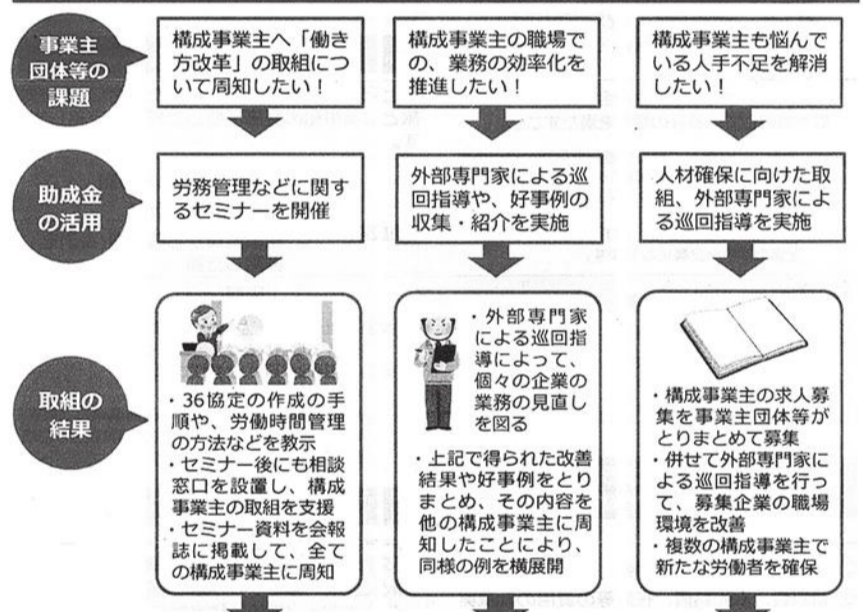 事業主
団体等の
課題
構成事業主へ「働き
方改革」の取組につ
いて周知したい！
構成事業主の職場で
の、業務の効率化を
推進したい！
構成事業主も悩んで
いる人手不足を解消
したい！
助成金
の活用
労務管理などに関す
るセミナーを開催
外部専門家による巡
回指導や、好事例の
収集・紹介を実施
人材確保に向けた取
組、外部専門家によ
る巡回指導を実施
取組の
結果
・36協定の作成の手
順や、労働時間管理
の方法などを教示
・セミナー後にも相談
窓口を設置し、構成
事業主の取組を支援
・セミナー資料を会報
誌に掲載して、全て
の構成事業主に周知
・外部専門家
による巡回指
導によって、
個々の企業の
業務の見直し
を図る
・上記で得られた改善
結果や好事例をとり
まとめ、その内容を
他の構成事業主に周
知したことにより、
同様の例を横展開
・構成事業主の求人募
集を事業主団体等が
とりまとめて募集
・併せて外部専門家に
よる巡回指導を行っ
て、募集企業の職場
環境を改善
・複数の構成事業主で
新たな労働者を確保